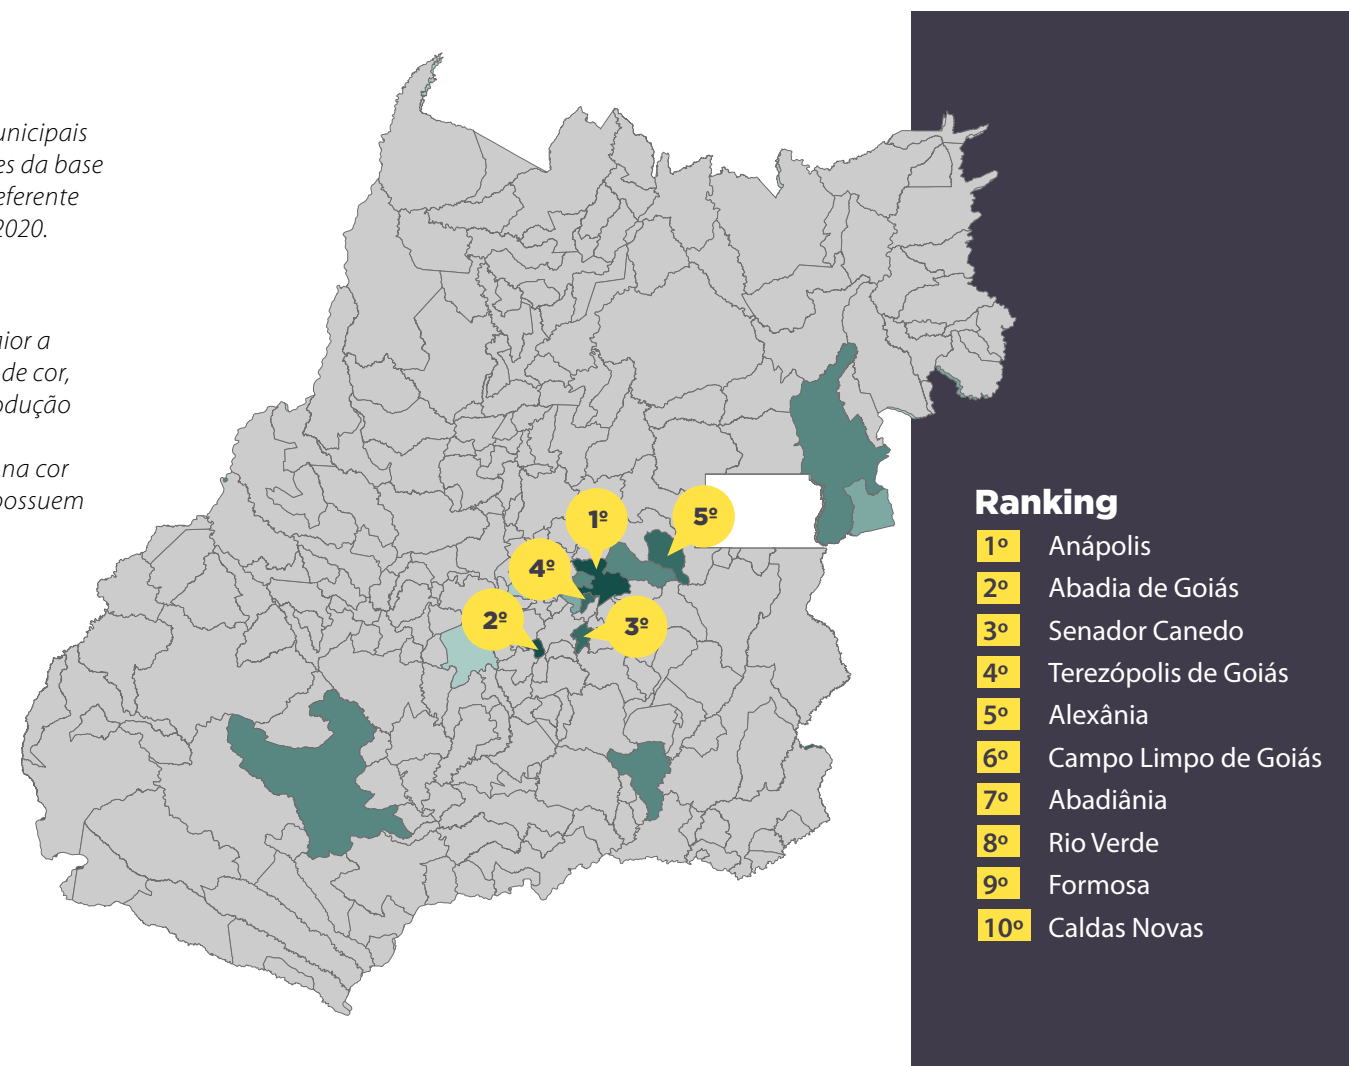 unicipais
es da base
eferente
2020.
ior a
de cor,
odução
na cor
possuem
1º
5º
4º
2º
3º
Ranking
1º Anápolis
2º Abadia de Goiás
3º Senador Canedo
4º Terezópolis de Goiás
5º Alexânia
6º Campo Limpo de Goiás
7º Abadiânia
8º Rio Verde
9º Formosa
10º Caldas Novas